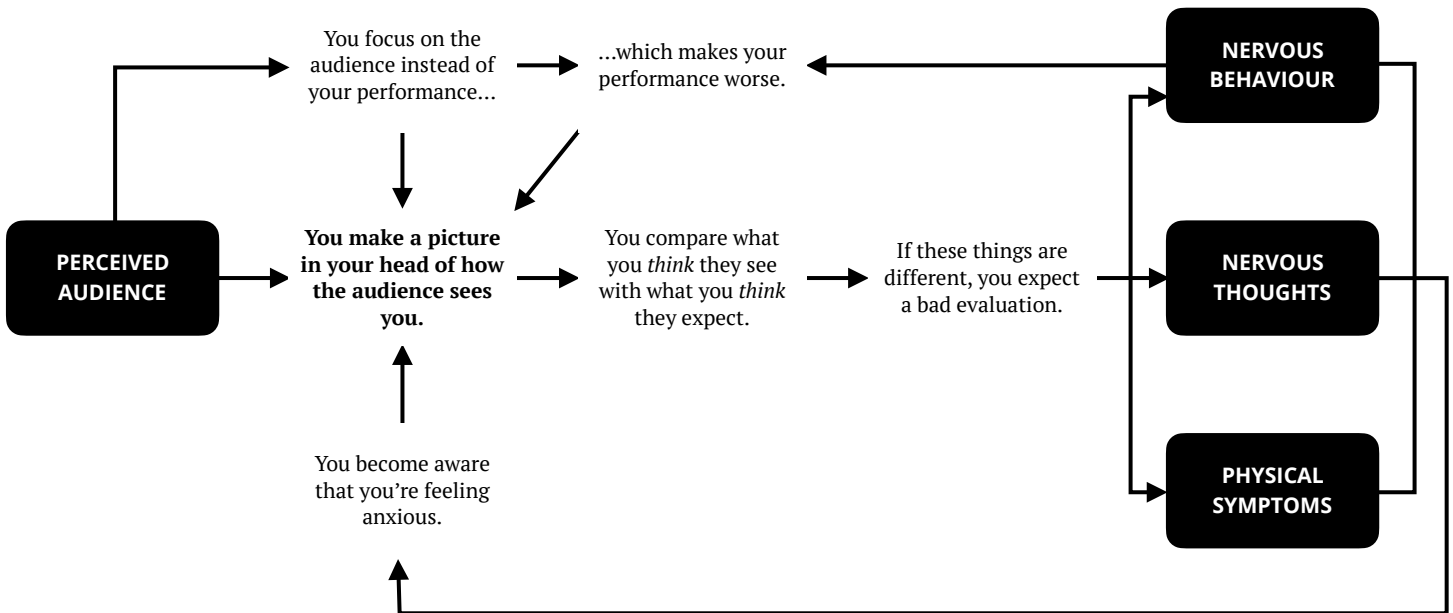 You focus on the
audience instead of
your performance...
...which makes your
performance worse.
NERVOUS
BEHAVIOUR
PERCEIVED
AUDIENCE
You make a picture
in your head of how
the audience sees
you.
You compare what
you think they see
with what you think
they expect.
If these things are
different, you expect
a bad evaluation.
NERVOUS
THOUGHTS
You become aware
that you’re feeling
anxious.
PHYSICAL
SYMPTOMS